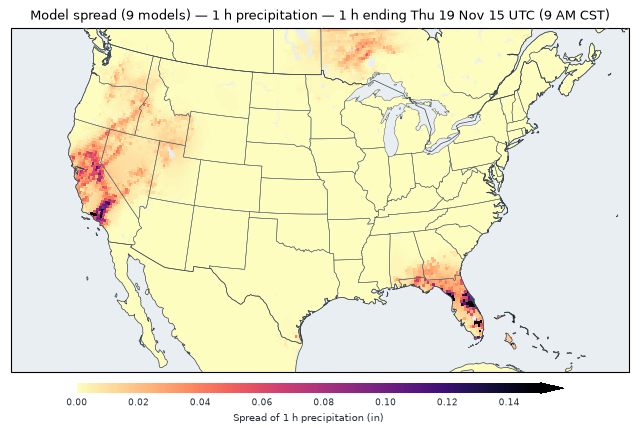 Model spread (9 models) — 1 h precipitation — 1 h ending Thu 19 Nov 15 UTC (9 AM CST)
0.00 0.02 0.04 0.06 0.08 0.10 0.12 0.14
Spread of 1 h precipitation (in)